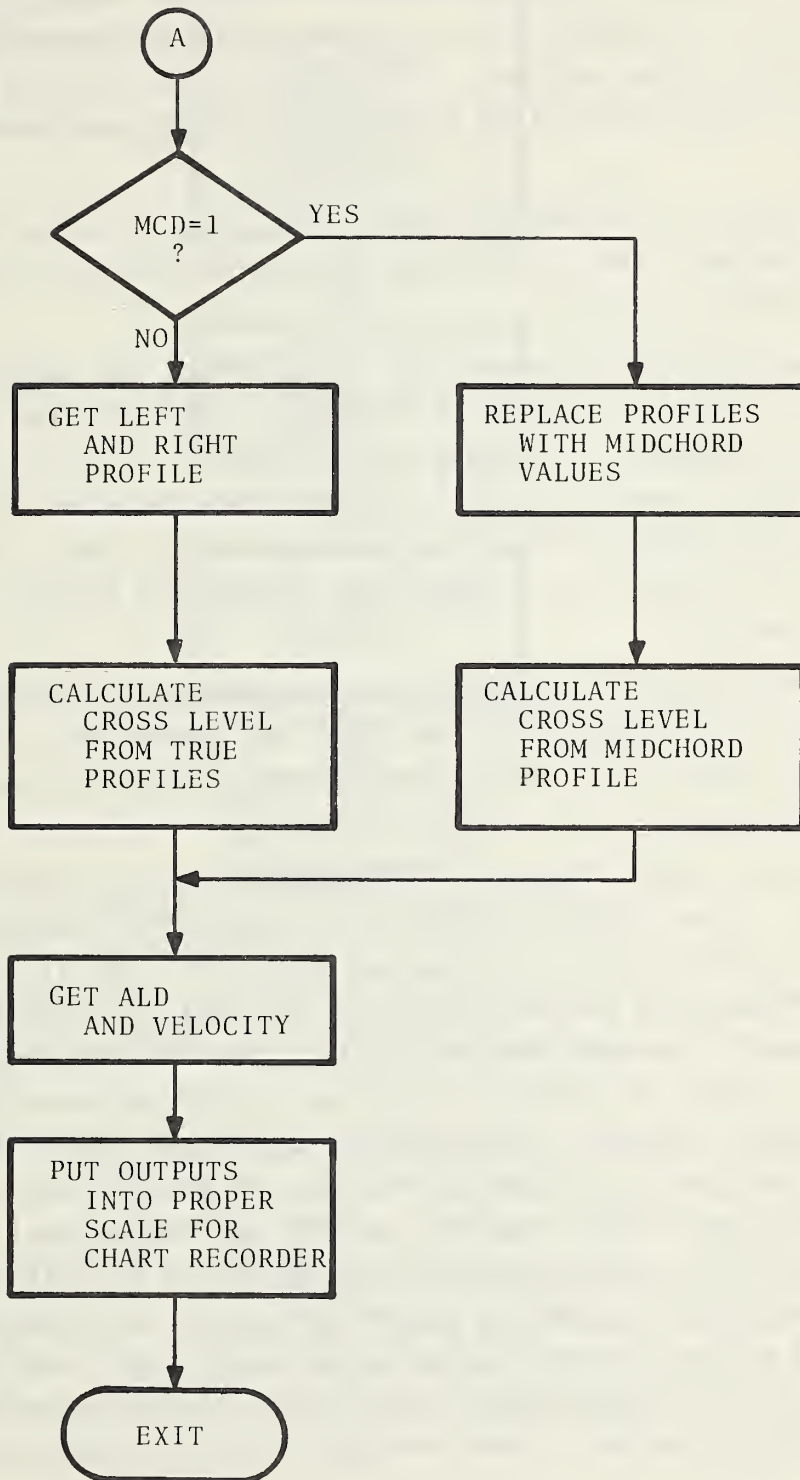 A
MCD=1
?
YES
NO
GET LEFT
AND RIGHT
PROFILE
REPLACE PROFILES
WITH MIDCHORD
VALUES
CALCULATE
CROSS LEVEL
FROM TRUE
PROFILES
CALCULATE
CROSS LEVEL
FROM MIDCHORD
PROFILE
GET ALD
AND VELOCITY
PUT OUTPUTS
INTO PROPER
SCALE FOR
CHART RECORDER
EXIT